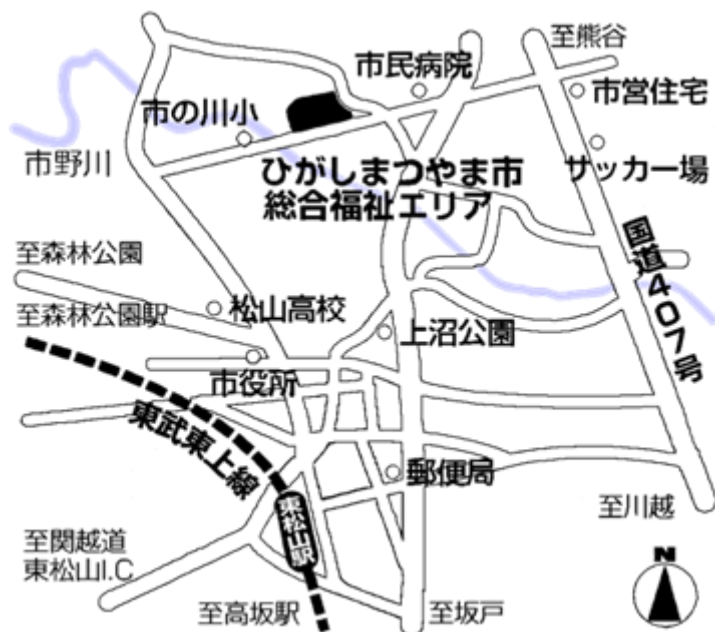 至熊谷
市民病院
市営住宅
市の川小
サッカー場
市野川
ひがしまつやま市
総合福祉エリア
国道407号
至森林公園
至森林公園駅
松山高校
上沼公園
市役所
東武東上線
郵便局
東松山駅
至川越
至関越道
東松山I.C
至高坂駅
至坂戸
N